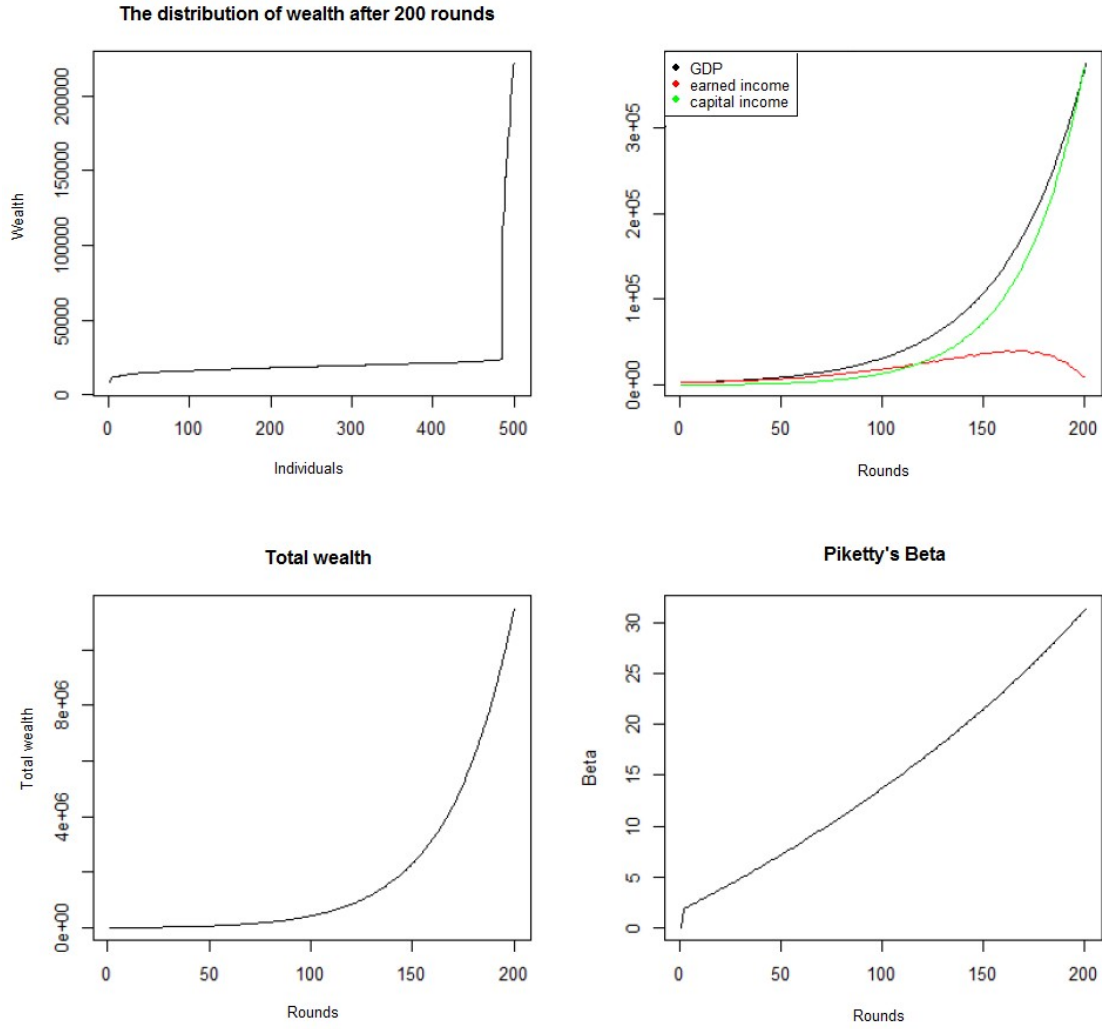 The distribution of wealth after 200 rounds
Wealth
0
50000
100000
150000
200000
0 100 200 300 400 500
Individuals
GDP
earned income
capital income
0e+00
1e+05
2e+05
3e+05
0 50 100 150 200
Rounds
Total wealth
Total wealth
0e+00
4e+06
8e+06
0 50 100 150 200
Rounds
Piketty's Beta
Beta
0
5
10
15
20
25
30
0 50 100 150 200
Rounds